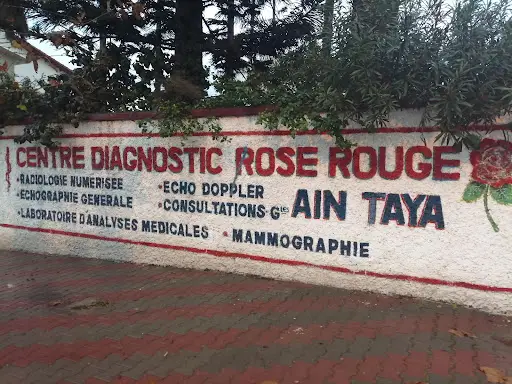 CENTRE DIAGNOSTIC ROSE ROUGE
•RADIOLOGIE NUMERISEE
•ECHOGRAPHIE GENERALE
•LABORATOIRE D'ANALYSES MEDICALES
•ECHO DOPPLER
•CONSULTATIONS Gles
•MAMMOGRAPHIE
AIN TAYA